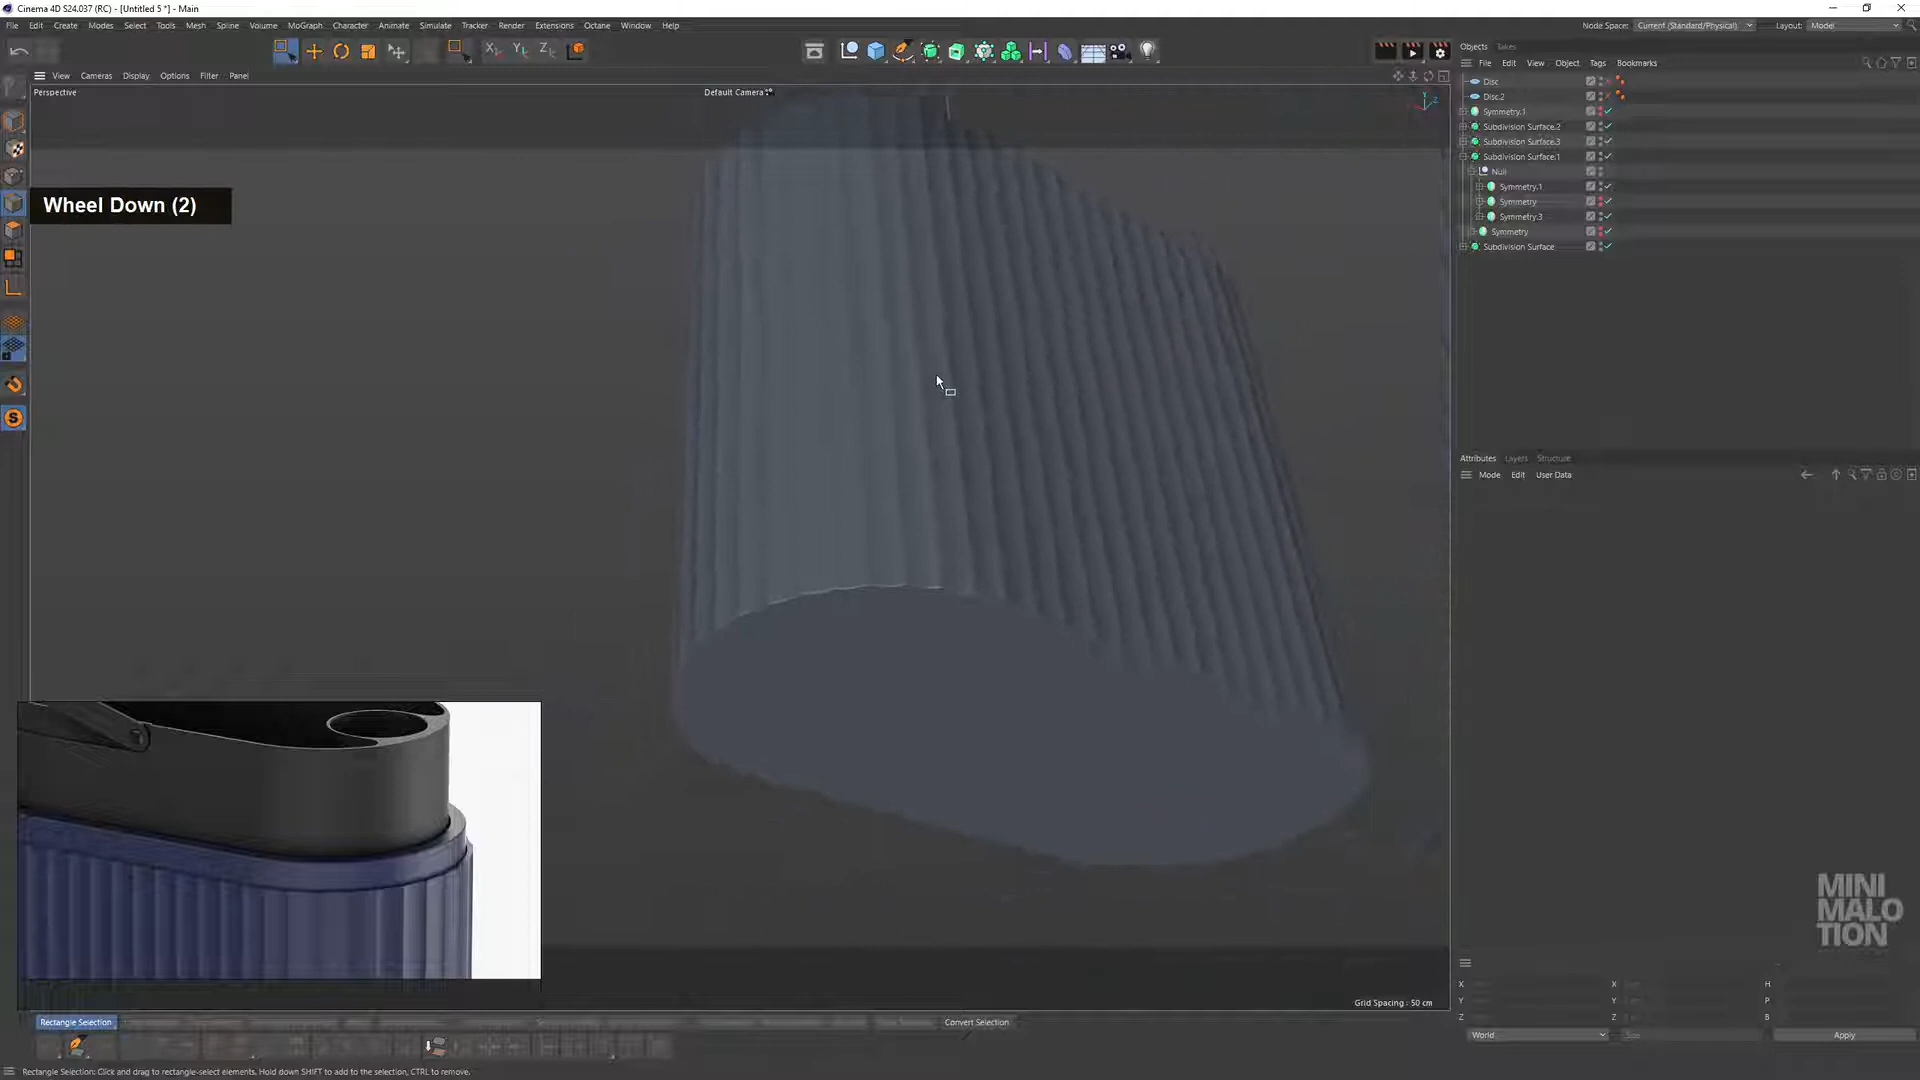 Cinema 4D S24.037 (RC) - [Untitled 5 *] - Main
File Edit Create Modes Select Tools Mesh Spline Volume MoGraph Character Animate Simulate Tracker Render Extensions Octane Window Help
Node Space: Current (Standard/Physical) Layout: Model
View Cameras Display Options Filter Panel
Perspective
Default Camera
Wheel Down (2)
Objects Takes
File Edit View Object Tags Bookmarks
Disc
Disc.2
Symmetry.1
Subdivision Surface.2
Subdivision Surface.3
Subdivision Surface.1
Null
Symmetry.1
Symmetry
Symmetry.3
Symmetry
Subdivision Surface
Attributes Layers Structure
Mode Edit User Data
MINI
MALO
TION
X X H
Y Y P
Z Z B
World Size Apply
Grid Spacing : 50 cm
Rectangle Selection
Convert Selection
Rectangle Selection: Click and drag to rectangle-select elements. Hold down SHIFT to add to the selection, CTRL to remove.